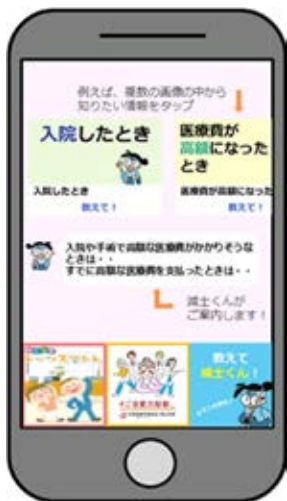 例えば、複数の画像の中から
知りたい情報をタップ
入院したとき
入院したとき
教えて!
医療費が
高額になった
とき
医療費が高額になった
教えて!
入院や手術で高額な医療費がかかりそうな
ときは・・
すでに高額な医療費を支払ったときは・・
減士くんが
ご案内します!
教えて
減士くん!